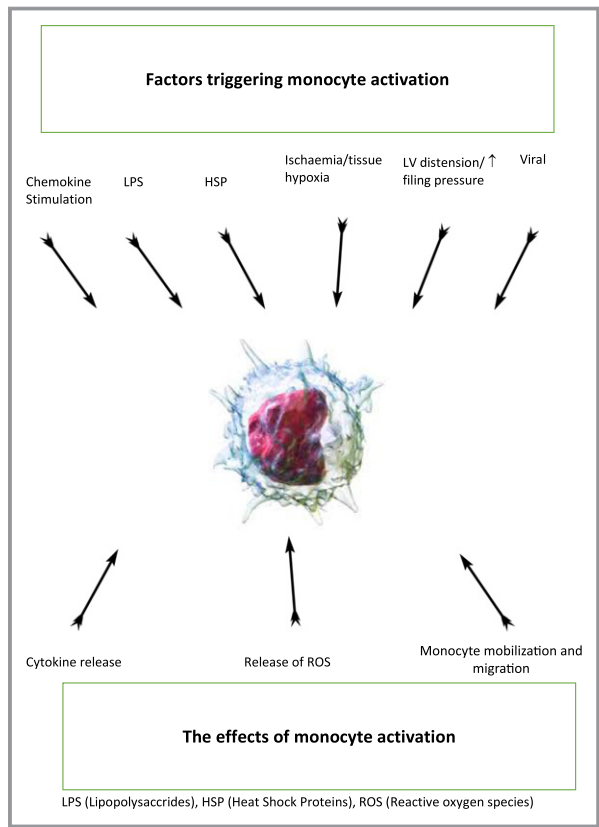 Factors triggering monocyte activation
Chemokine
Stimulation
LPS
HSP
Ischaemia/tissue
hypoxia
LV distension/ ↑
filing pressure
Viral
Cytokine release
Release of ROS
Monocyte mobilization and
migration
The effects of monocyte activation
LPS (Lipopolysaccrides), HSP (Heat Shock Proteins), ROS (Reactive oxygen species)